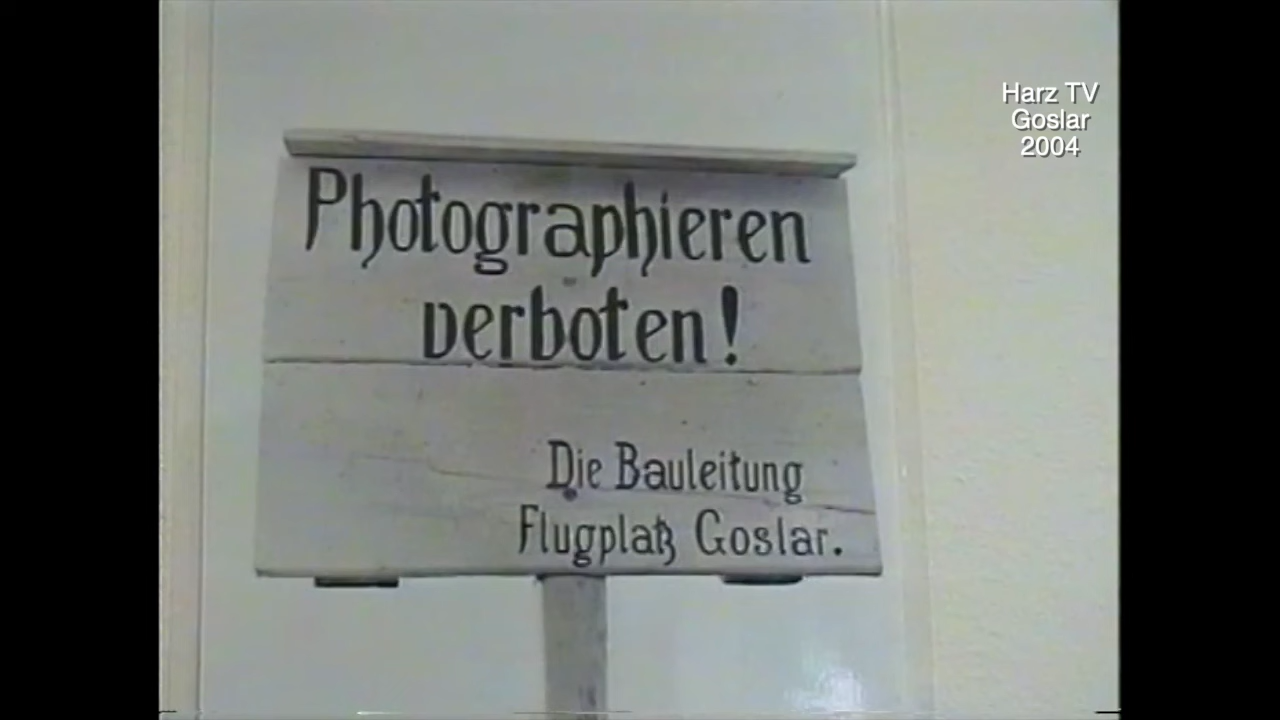 Photographieren
verboten!
Die Bauleitung
Flugplatz Goslar.
Harz TV
Goslar
2004